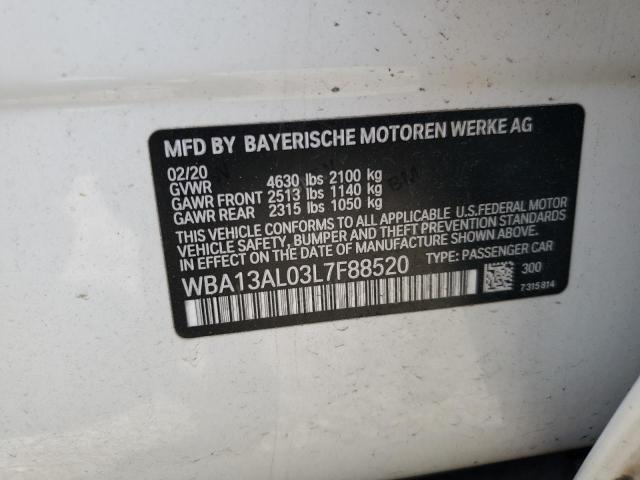 MFD BY BAYERISCHE MOTOREN WERKE AG
02/20
GVWR 4630 lbs 2100 kg
GAWR FRONT 2513 lbs 1140 kg
GAWR REAR 2315 lbs 1050 kg
THIS VEHICLE CONFORMS TO ALL APPLICABLE U.S.FEDERAL MOTOR
VEHICLE SAFETY, BUMPER AND THEFT PREVENTION STANDARDS
IN EFFECT ON THE DATE OF MANUFACTURE SHOWN ABOVE.
WBA13AL03L7F88520 TYPE: PASSENGER CAR
300
7315814